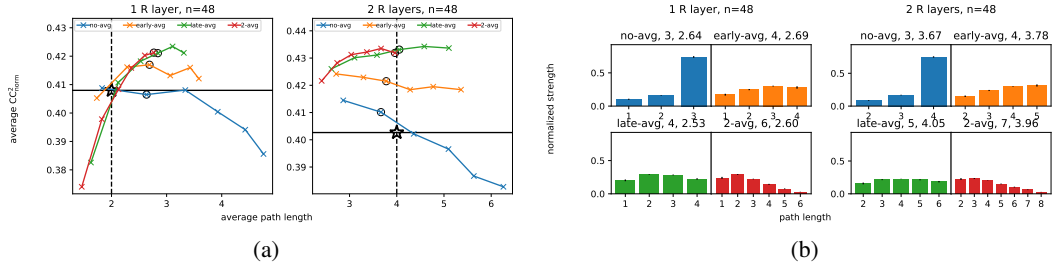 1 R layer, n=48
no-avg early-avg late-avg 2-avg
0.43
0.42
0.41
0.40
0.39
0.38
average CC²norm
2 3 4
2 R layers, n=48
no-avg early-avg late-avg 2-avg
0.44
0.43
0.42
0.41
0.40
0.39
3 4 5 6
average path length
(a)
1 R layer, n=48
no-avg, 3, 2.64
early-avg, 4, 2.69
0.5
0.0
1 2 3
1 2 3 4
late-avg, 4, 2.53
2-avg, 6, 2.60
0.5
0.0
1 2 3 4
1 2 3 4 5 6
normalized strength
2 R layers, n=48
no-avg, 3, 3.67
early-avg, 4, 3.78
0.5
0.0
2 3 4
2 3 4 5
late-avg, 5, 4.05
2-avg, 7, 3.96
0.5
0.0
2 3 4 5 6
2 3 4 5 6 7 8
path length
(b)